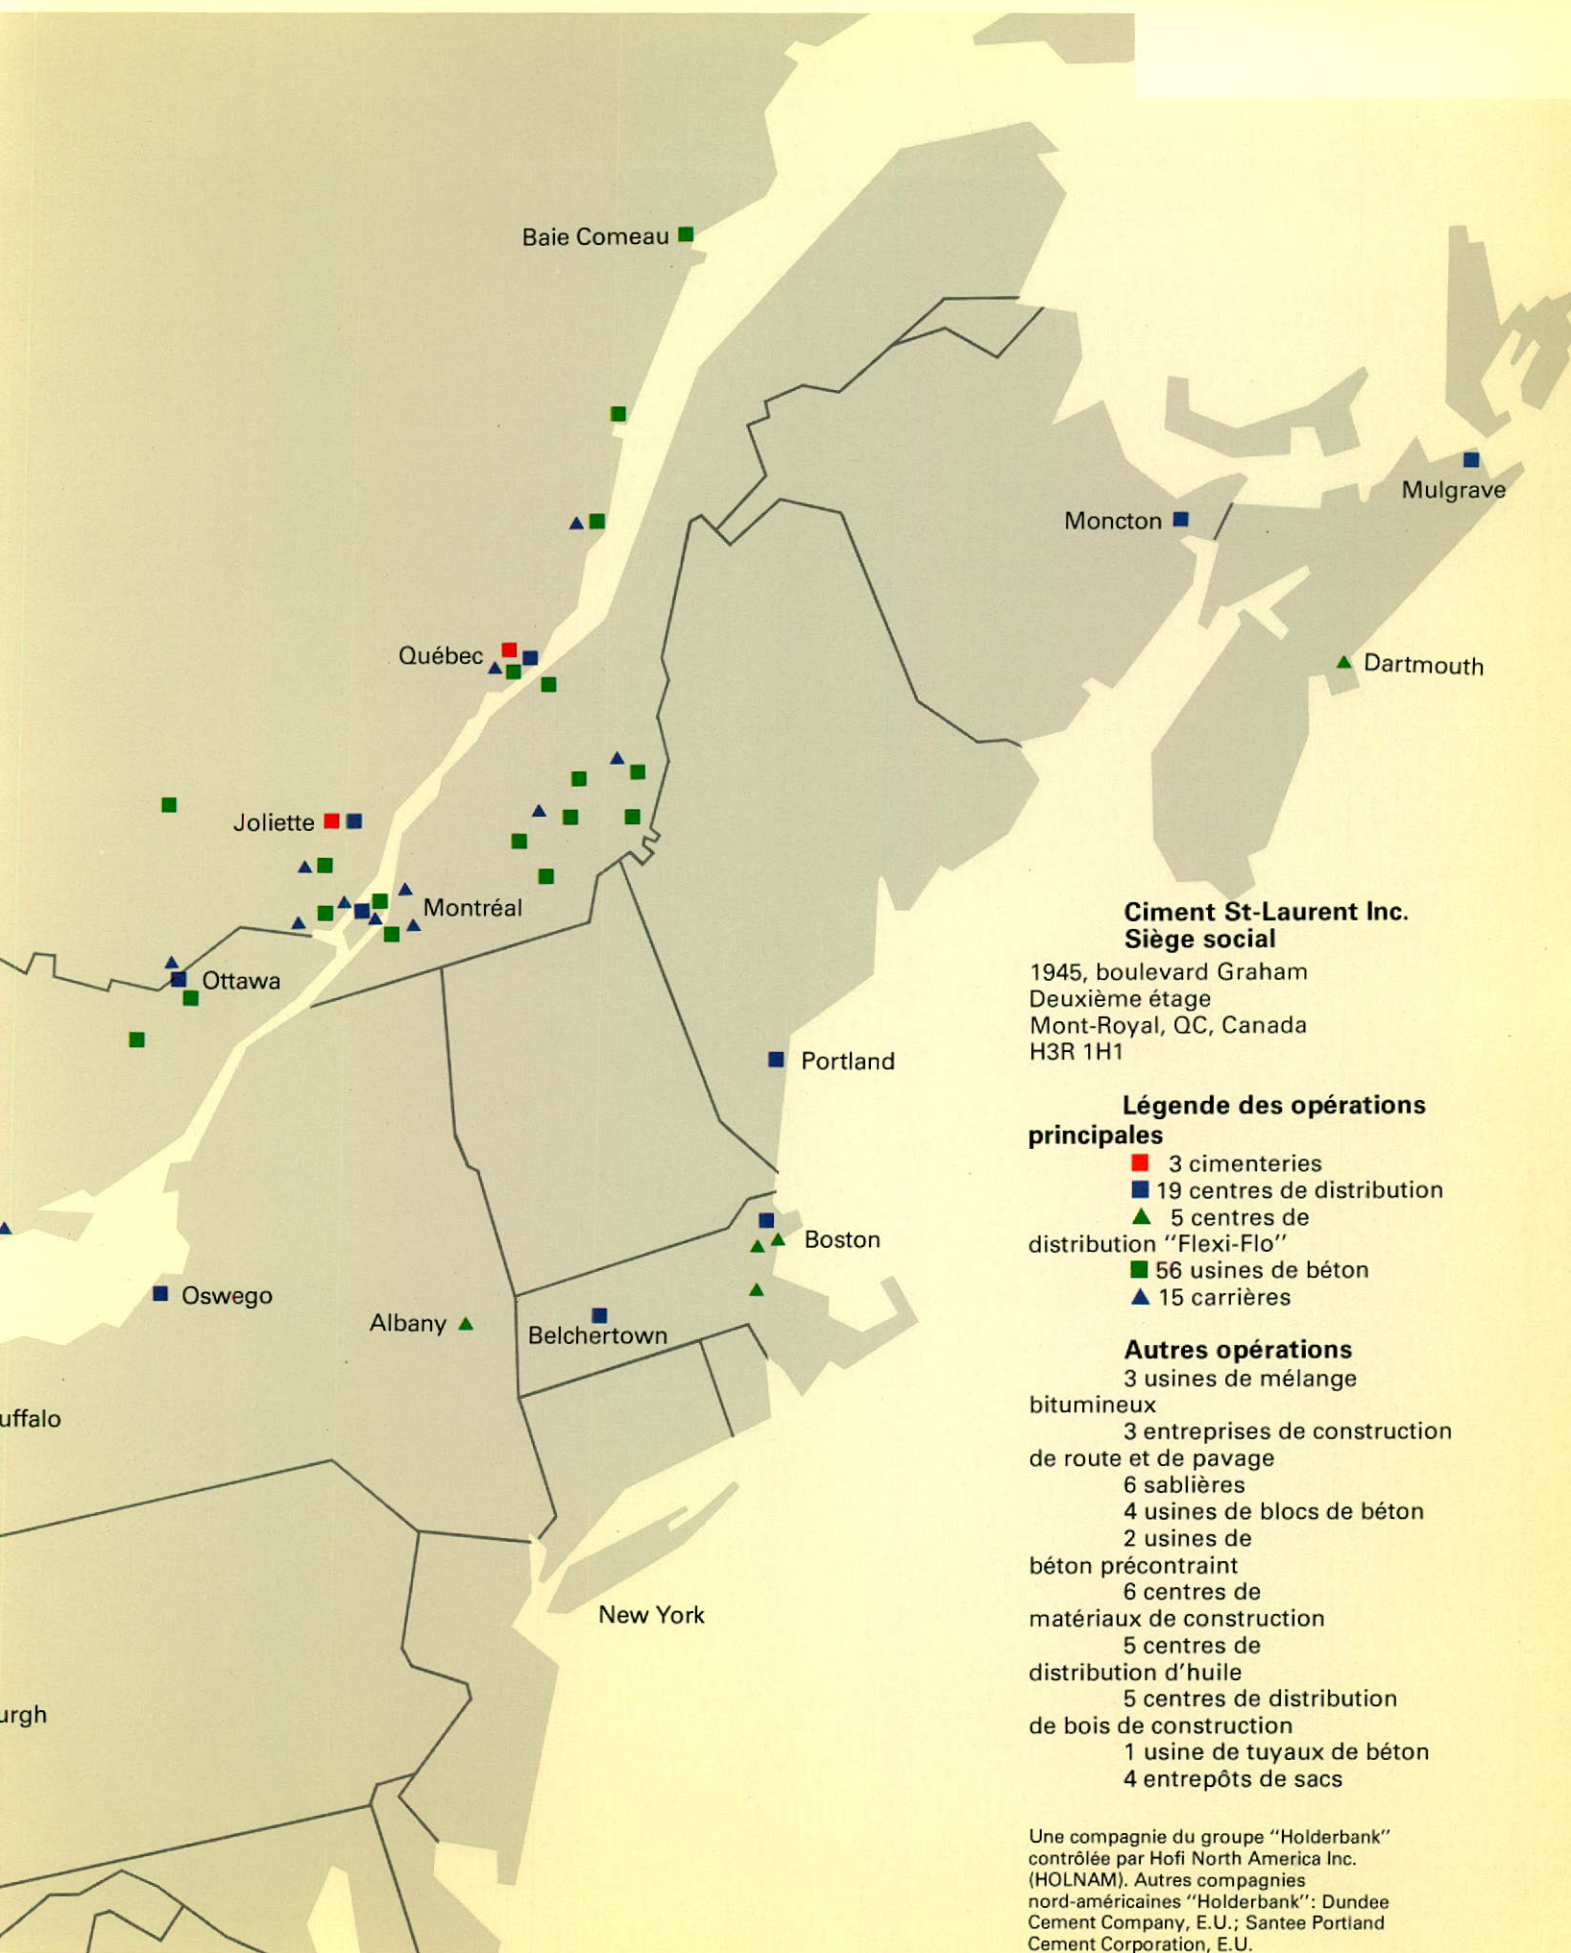 Baie Comeau
Mulgrave
Moncton
Québec
Dartmouth
Joliette
Montréal
Ottawa
Portland
Boston
Oswego
Albany
Belchertown
uffalo
New York
urgh
Ciment St-Laurent Inc.
Siège social
1945, boulevard Graham
Deuxième étage
Mont-Royal, QC, Canada
H3R 1H1
Légende des opérations
principales
3 cimenteries
19 centres de distribution
5 centres de
distribution "Flexi-Flo"
56 usines de béton
15 carrières
Autres opérations
3 usines de mélange
bitumineux
3 entreprises de construction
de route et de pavage
6 sablières
4 usines de blocs de béton
2 usines de
béton précontraint
6 centres de
matériaux de construction
5 centres de
distribution d'huile
5 centres de distribution
de bois de construction
1 usine de tuyaux de béton
4 entrepôts de sacs
Une compagnie du groupe "Holderbank"
contrôlée par Hofi North America Inc.
(HOLNAM). Autres compagnies
nord-américaines "Holderbank": Dundee
Cement Company, E.U.; Santee Portland
Cement Corporation, E.U.